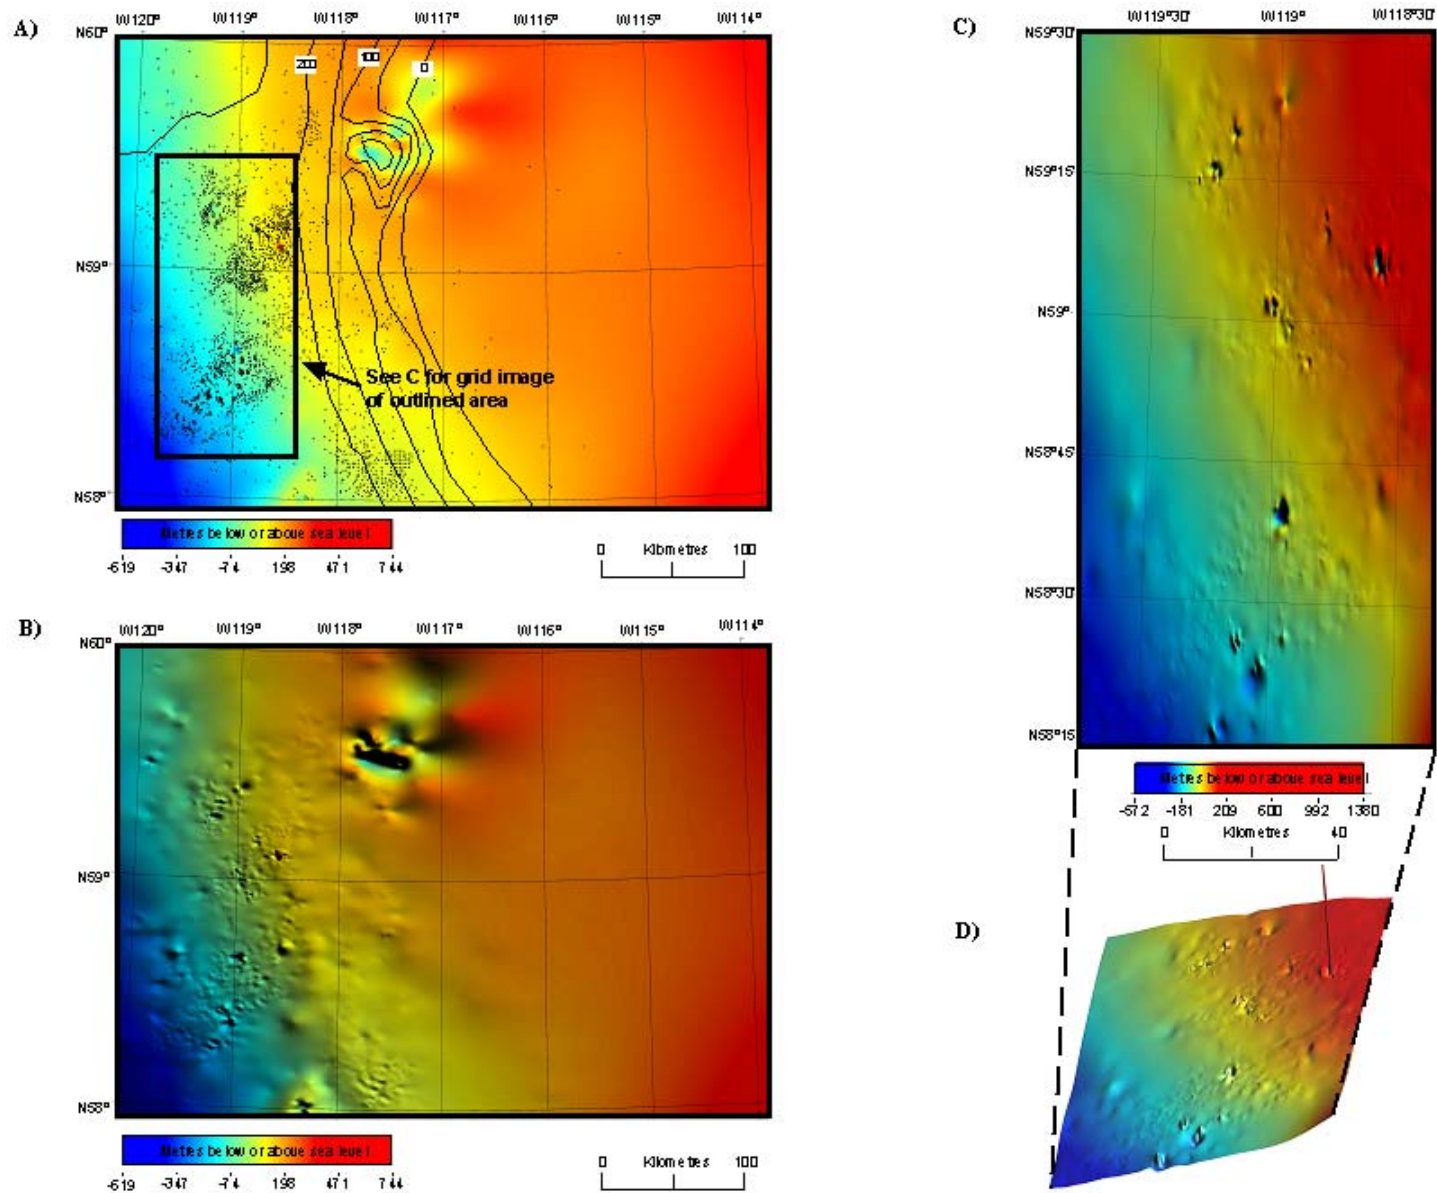 A)
W120° W119° W118° W117° W116° W115° W114°
N60°
200 100 0
N59°
See C for grid image
of outlined area
N58°
Metres below or above sea level
-619 -347 -74 198 471 744
0 Kilometres 100
B)
W120° W119° W118° W117° W116° W115° W114°
N60°
N59°
N58°
Metres below or above sea level
-619 -347 -74 198 471 744
0 Kilometres 100
C)
W119°30' W119° W118°30'
N59°30'
N59°15'
N59°
N58°45'
N58°30'
N58°15'
Metres below or above sea level
-572 -181 209 600 992 1380
0 Kilometres 40
D)